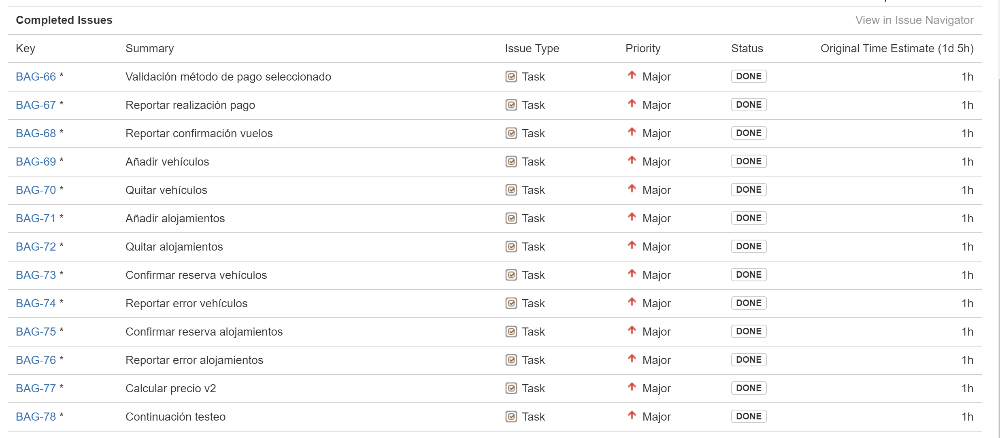 Completed Issues View in Issue Navigator
Key Summary Issue Type Priority Status Original Time Estimate (1d 5h)
BAG-66 * Validación método de pago seleccionado Task Major DONE 1h
BAG-67 * Reportar realización pago Task Major DONE 1h
BAG-68 * Reportar confirmación vuelos Task Major DONE 1h
BAG-69 * Añadir vehículos Task Major DONE 1h
BAG-70 * Quitar vehículos Task Major DONE 1h
BAG-71 * Añadir alojamientos Task Major DONE 1h
BAG-72 * Quitar alojamientos Task Major DONE 1h
BAG-73 * Confirmar reserva vehículos Task Major DONE 1h
BAG-74 * Reportar error vehículos Task Major DONE 1h
BAG-75 * Confirmar reserva alojamientos Task Major DONE 1h
BAG-76 * Reportar error alojamientos Task Major DONE 1h
BAG-77 * Calcular precio v2 Task Major DONE 1h
BAG-78 * Continuación testeo Task Major DONE 1h